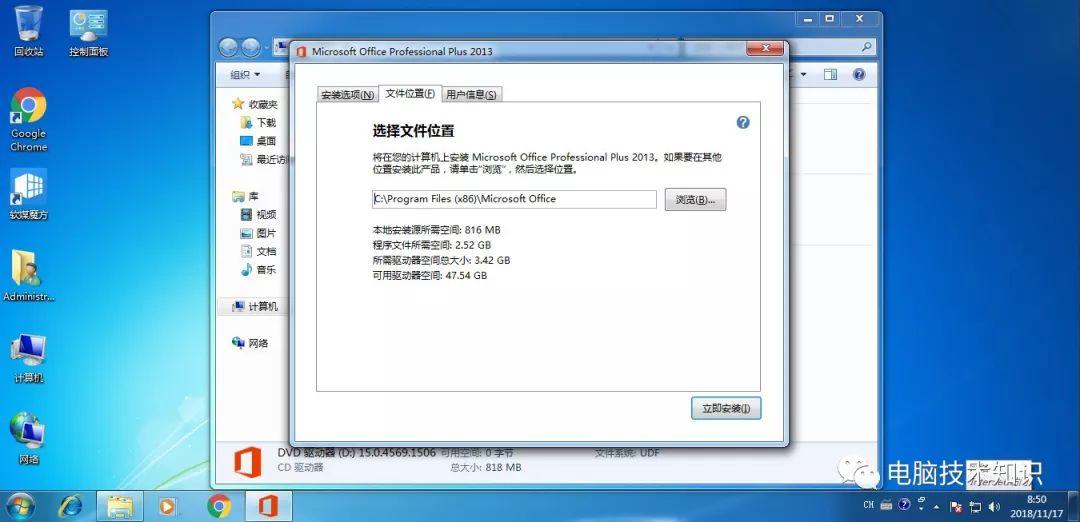 回收站
控制面板
Google
Chrome
软媒魔方
Administr...
计算机
网络
组织
收藏夹
下载
桌面
最近访
库
视频
图片
文档
音乐
计算机
网络
Microsoft Office Professional Plus 2013
安装选项(N)
文件位置(F)
用户信息(S)
选择文件位置
将在您的计算机上安装 Microsoft Office Professional Plus 2013。如果要在其他
位置安装此产品，请单击“浏览”，然后选择位置。
C:\Program Files (x86)\Microsoft Office
浏览(B)...
本地安装源所需空间: 816 MB
程序文件所需空间: 2.52 GB
所需驱动器空间总大小: 3.42 GB
可用驱动器空间: 47.54 GB
立即安装(I)
DVD 驱动器 (D:) 15.0.4569.1506 可用空间: 0 字节 文件系统: UDF
CD 驱动器 总大小: 818 MB
电脑技术知识
CH
8:50
2018/11/17